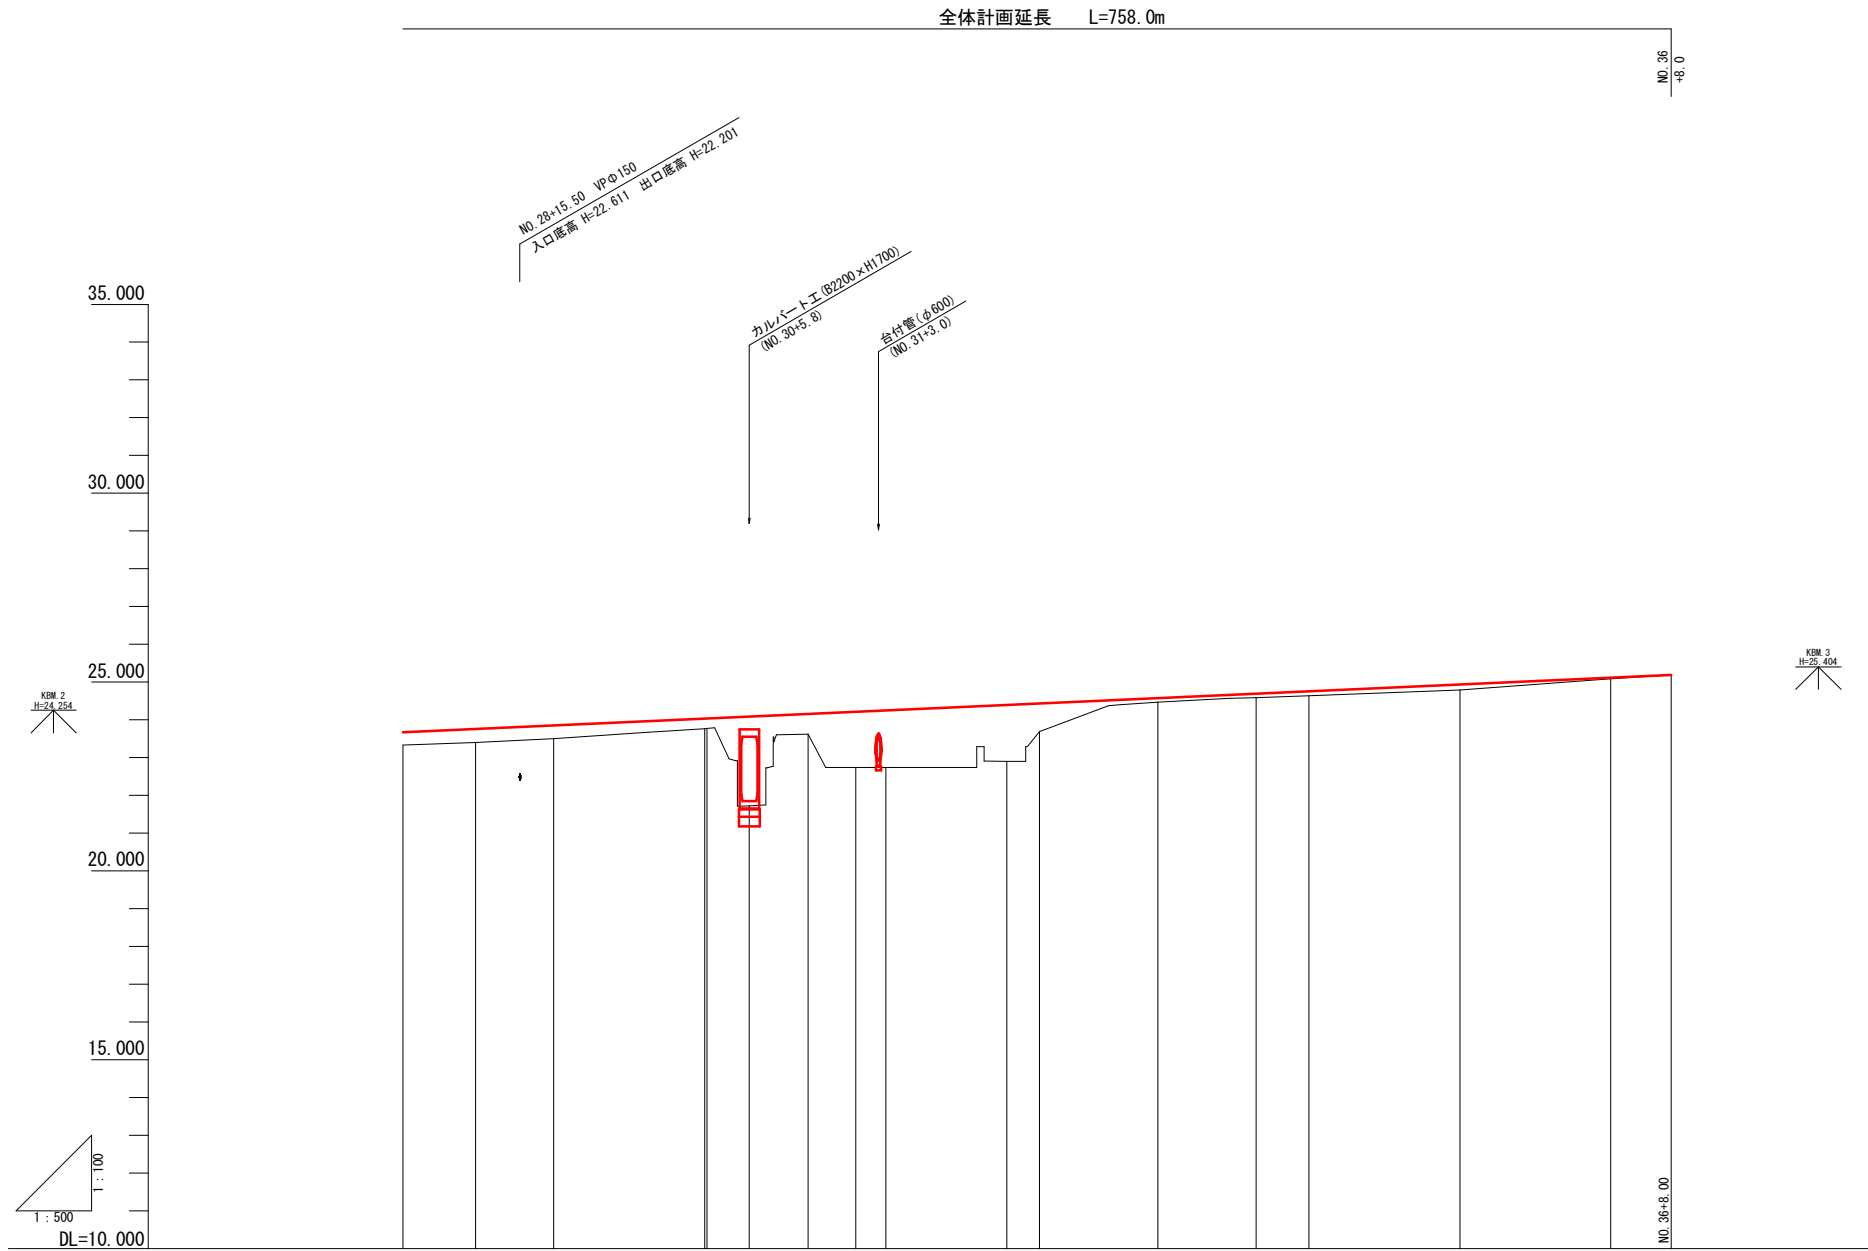 全体計画延長 L=758.0m
NO.36
+8.0
NO.28+15.50 VPΦ150
入口底高 H=22.611 出口底高 H=22.201
カルバート工(B2200×H1700)
(NO.30+5.8)
台付管(φ600)
(NO.31+3.0)
35.000
30.000
25.000
KBM.2
H=24.254
KBM.3
H=25.404
20.000
15.000
1:100
1:500
DL=10.000
NO.36+8.00